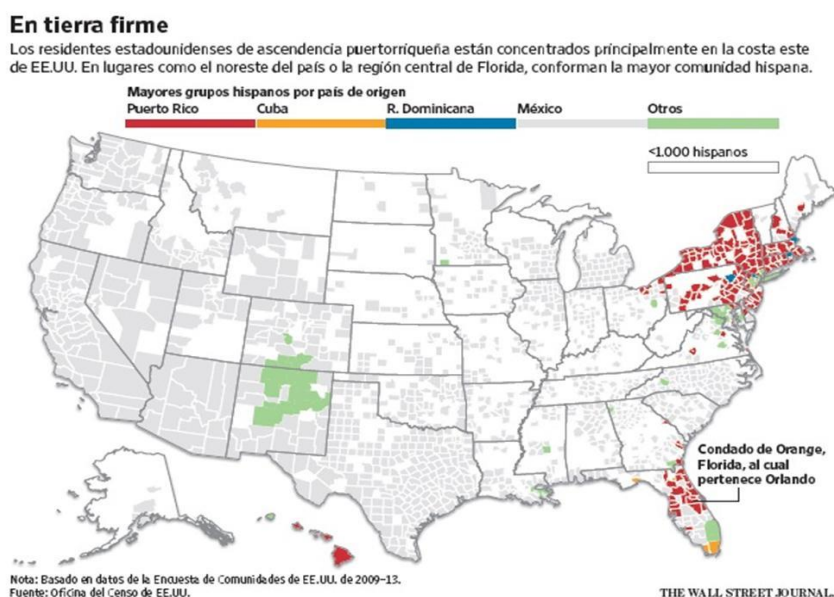 En tierra firme
Los residentes estadounidenses de ascendencia puertorriqueña están concentrados principalmente en la costa este
de EE.UU. En lugares como el noreste del país o la región central de Florida, conforman la mayor comunidad hispana.
Mayores grupos hispanos por país de origen
Puerto Rico Cuba R. Dominicana México Otros
<1.000 hispanos
Condado de Orange,
Florida, al cual
pertenece Orlando
Nota: Basado en datos de la Encuesta de Comunidades de EE.UU. de 2009-13.
Fuente: Oficina del Censo de EE.UU.
THE WALL STREET JOURNAL.